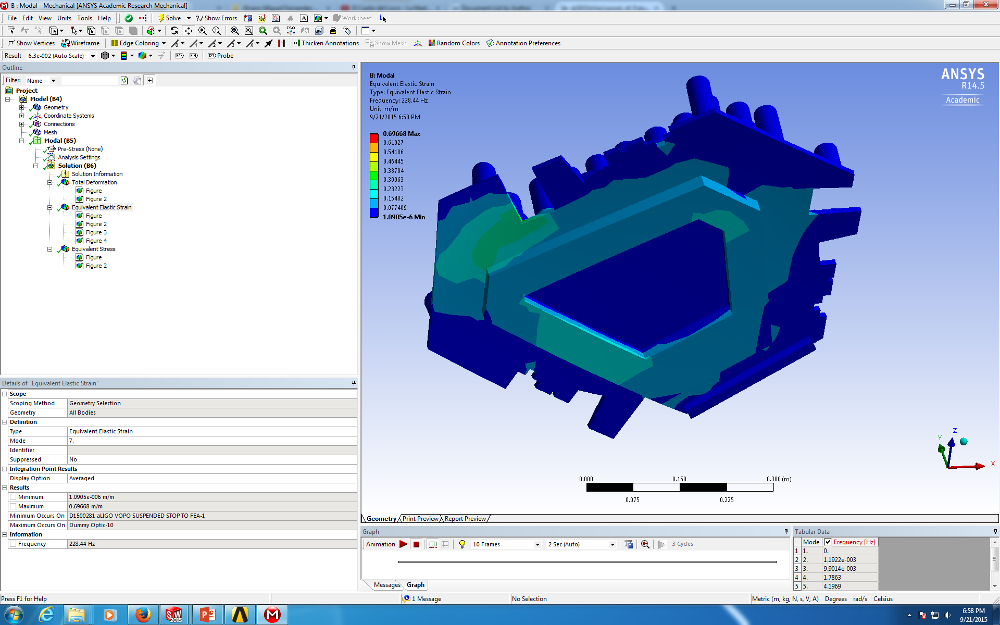 B : Modal - Mechanical [ANSYS Academic Research Mechanical]
File Edit View Units Tools Help Solve ?/ Show Errors Worksheet
Show Vertices Wireframe Edge Coloring Thicken Annotations Show Mesh Random Colors Annotation Preferences
Result 6.3e-002 (Auto Scale) MAX MIN Probe
Outline
Filter: Name
Project
Model (B4)
Geometry
Coordinate Systems
Connections
Mesh
Modal (B5)
Pre-Stress (None)
Analysis Settings
Solution (B6)
Solution Information
Total Deformation
Figure
Figure 2
Equivalent Elastic Strain
Figure
Figure 2
Figure 3
Figure 4
Equivalent Stress
Figure
Figure 2
Details of "Equivalent Elastic Strain"
Scope
Scoping Method Geometry Selection
Geometry All Bodies
Definition
Type Equivalent Elastic Strain
Mode 7.
Identifier
Suppressed No
Integration Point Results
Display Option Averaged
Results
Minimum 1.0905e-006 m/m
Maximum 0.69668 m/m
Minimum Occurs On D1500281 aLIGO VOPO SUSPENDED STOP TO FEA-1
Maximum Occurs On Dummy Optic-10
Information
Frequency 228.44 Hz
B: Modal
Equivalent Elastic Strain
Type: Equivalent Elastic Strain
Frequency: 228.44 Hz
Unit: m/m
9/21/2015 6:58 PM
0.69668 Max
0.61927
0.54186
0.46445
0.38704
0.30963
0.23223
0.15482
0.077409
1.0905e-6 Min
ANSYS
R14.5
Academic
Z
Y
X
0.000 0.150 0.300 (m)
0.075 0.225
Geometry Print Preview Report Preview
Graph
Animation 10 Frames 2 Sec (Auto) 3 Cycles
Messages Graph
Tabular Data
Mode Frequency [Hz]
1 1. 0.
2 2. 1.1922e-003
3 3. 9.9014e-003
4 4. 1.7863
5 5. 4.1969
Press F1 for Help 1 Message No Selection Metric (m, kg, N, s, V, A) Degrees rad/s Celsius
SW 2015
6:58 PM
9/21/2015